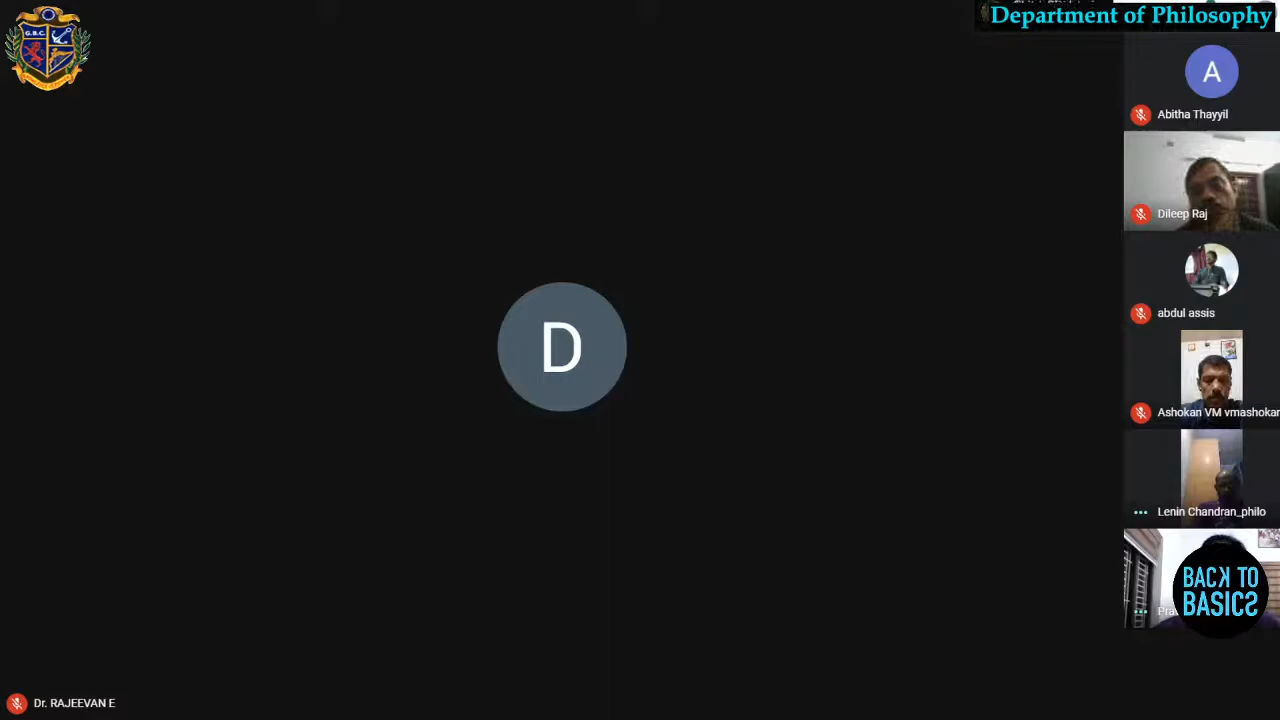 G.B.C.
Department of Philosophy
A
Abitha Thayyil
Dileep Raj
abdul assis
Ashokan VM vmashokan
Lenin Chandran_philo
BACK TO
BASICS
D
Dr. RAJEEVAN E